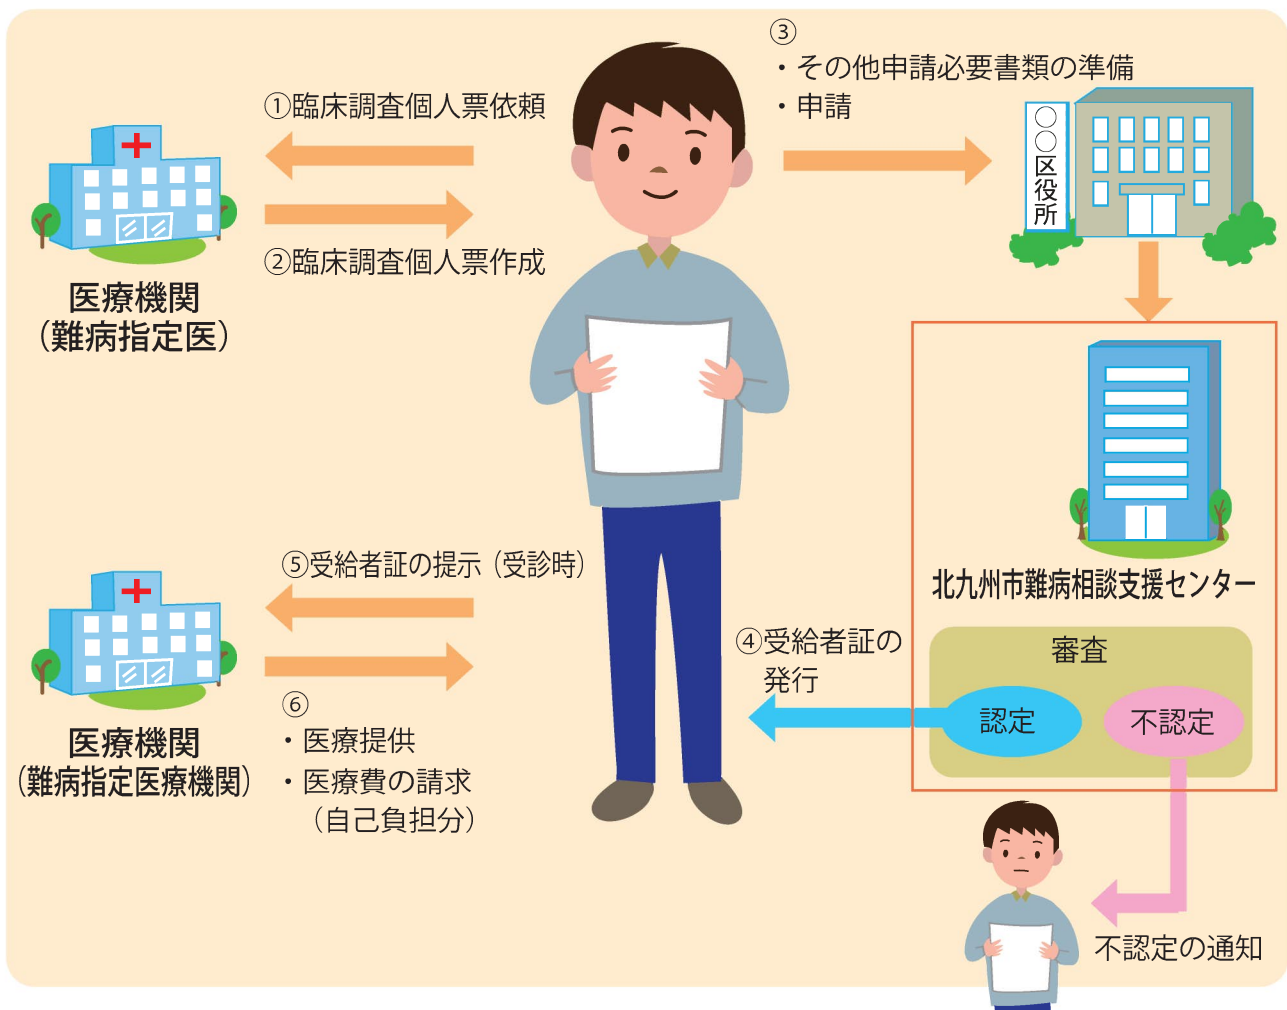 ①臨床調査個人票依頼
②臨床調査個人票作成
医療機関
（難病指定医）
③
・その他申請必要書類の準備
・申請
〇〇区役所
北九州市難病相談支援センター
審査
認定
不認定
④受給者証の
発行
⑤受給者証の提示（受診時）
⑥
・医療提供
・医療費の請求
（自己負担分）
医療機関
（難病指定医療機関）
不認定の通知